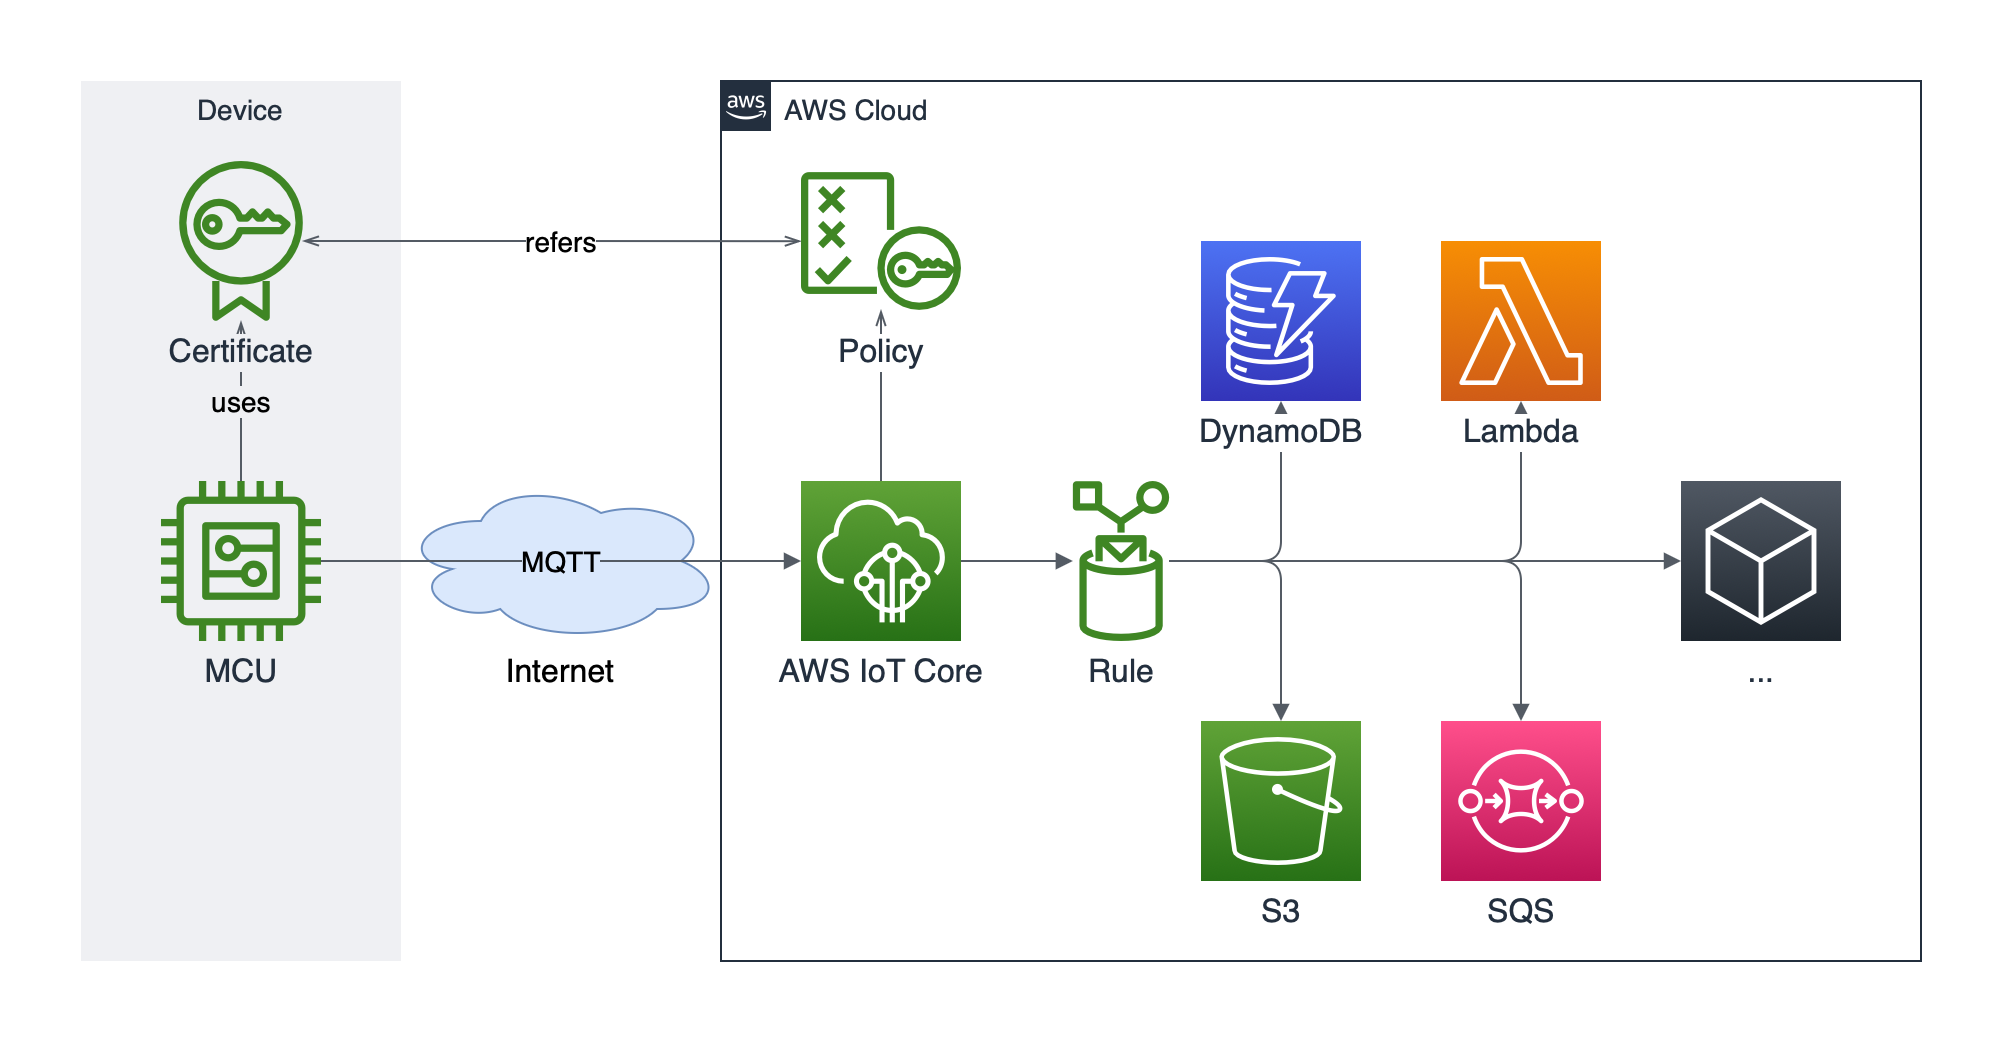 Device
aws
AWS Cloud
refers
Certificate
Policy
uses
DynamoDB
Lambda
MQTT
MCU
Internet
AWS IoT Core
Rule
...
S3
SQS